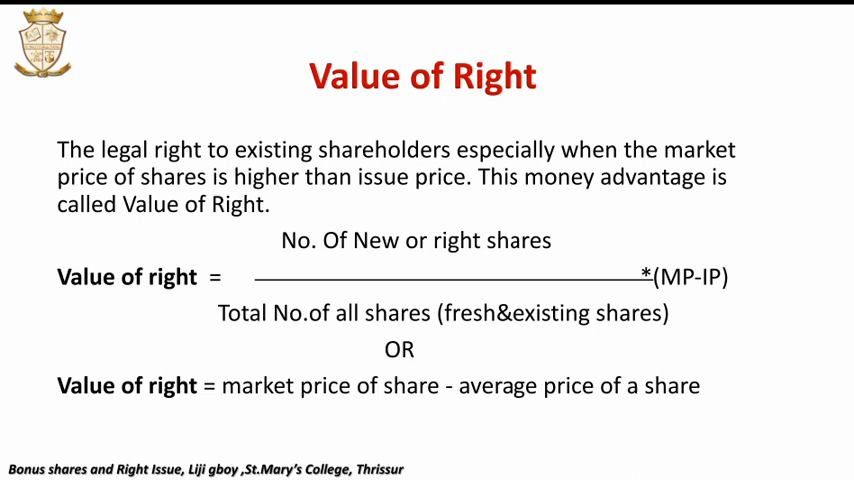 Value of Right
The legal right to existing shareholders especially when the market
price of shares is higher than issue price. This money advantage is
called Value of Right.
No. Of New or right shares
Value of right = *(MP-IP)
Total No.of all shares (fresh&existing shares)
OR
Value of right = market price of share - average price of a share
Bonus shares and Right Issue, Liji gboy ,St.Mary's College, Thrissur